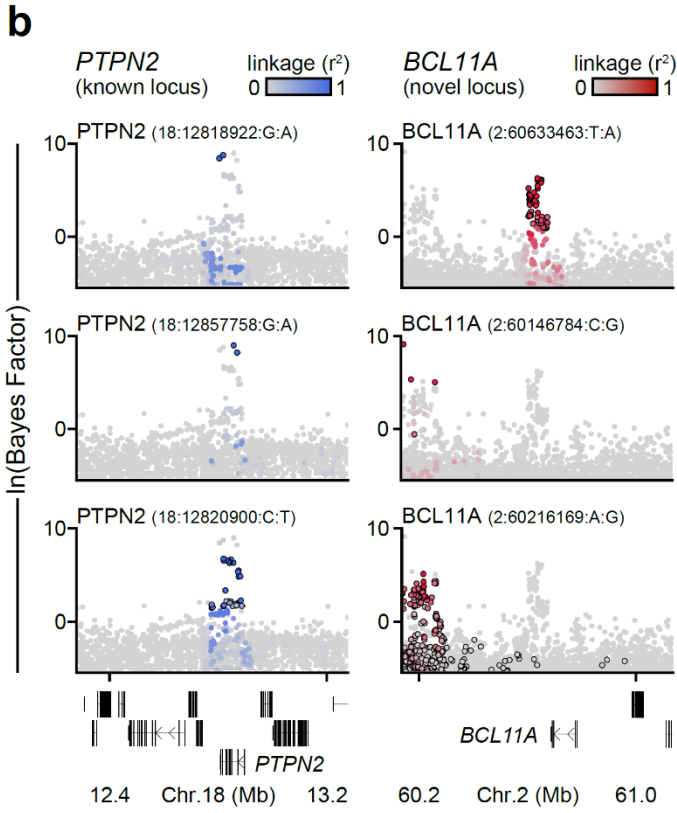 b
PTPN2
(known locus)
linkage (r²)
0 1
BCL11A
(novel locus)
linkage (r²)
0 1
ln(Bayes Factor)
PTPN2 (18:12818922:G:A)
10
0
BCL11A (2:60633463:T:A)
10
0
PTPN2 (18:12857758:G:A)
10
0
BCL11A (2:60146784:C:G)
10
0
PTPN2 (18:12820900:C:T)
10
0
BCL11A (2:60216169:A:G)
10
0
PTPN2
BCL11A
12.4 Chr.18 (Mb) 13.2
60.2 Chr.2 (Mb) 61.0